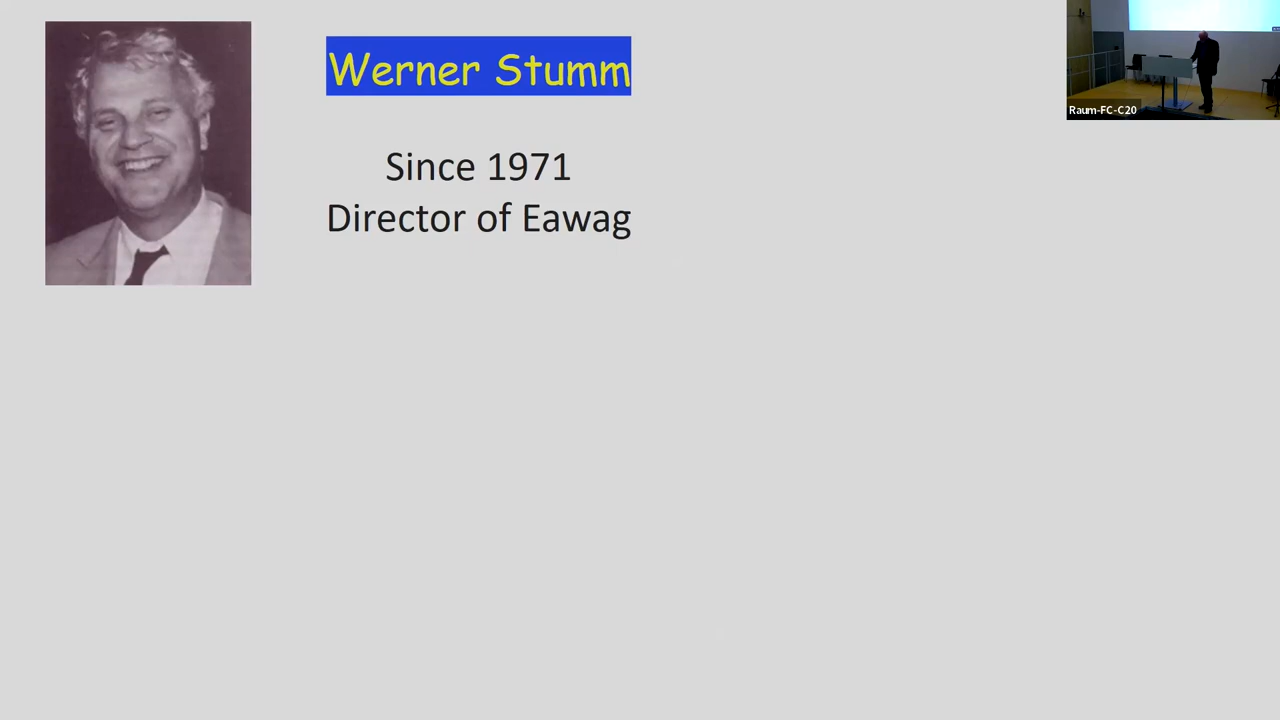 Werner Stumm
Since 1971
Director of Eawag
Raum-FC-C20